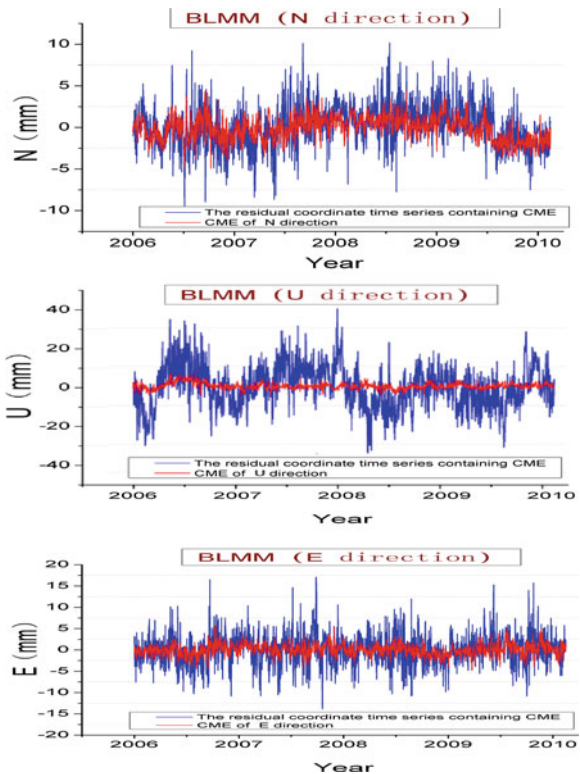 BLMM (N direction)
10
5
0
-5
-10
N (mm)
The residual coordinate time series containing CME
CME of N direction
2006 2007 2008 2009 2010
Year
BLMM (U direction)
40
20
0
-20
-40
U (mm)
The residual coordinate time series containing CME
CME of U direction
2006 2007 2008 2009 2010
Year
BLMM (E direction)
20
15
10
5
0
-5
-10
-15
-20
E (mm)
The residual coordinate time series containing CME
CME of E direction
2006 2007 2008 2009 2010
Year